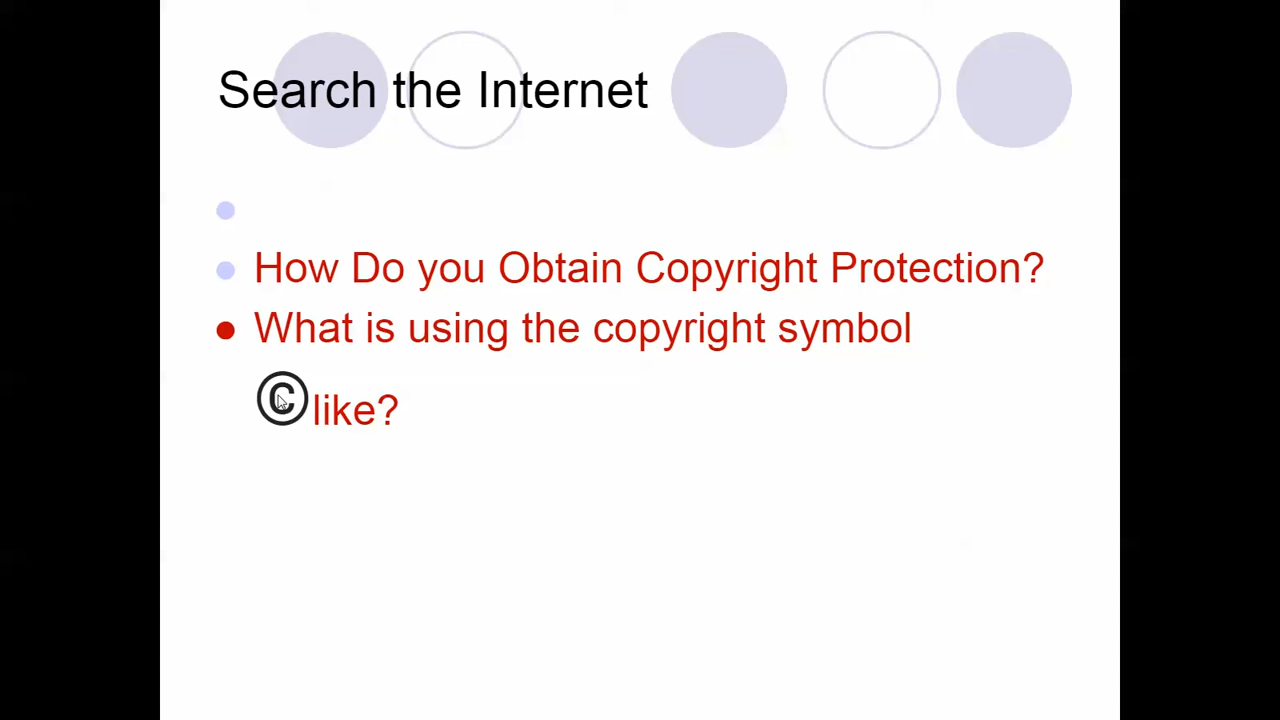 Search the Internet
How Do you Obtain Copyright Protection?
What is using the copyright symbol
© like?